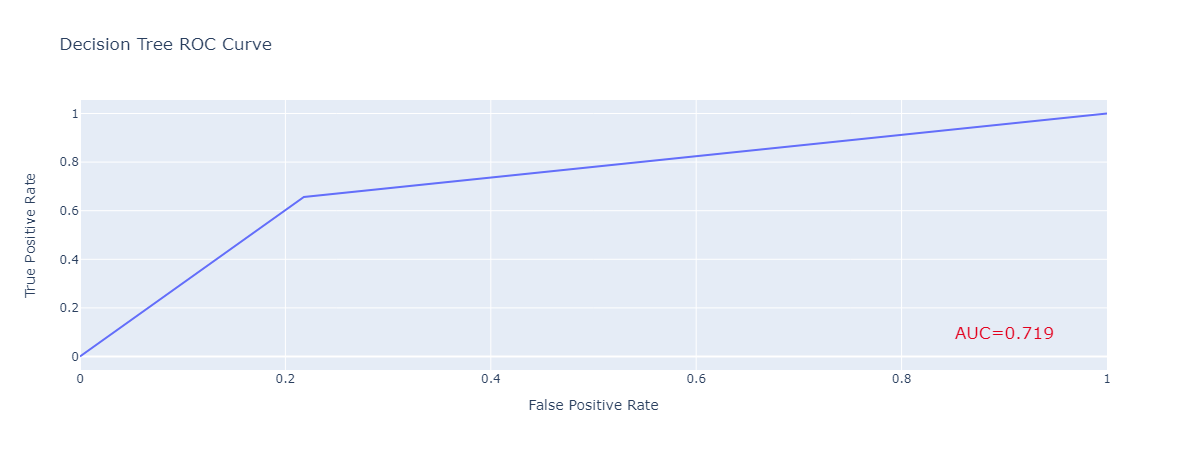 Decision Tree ROC Curve
True Positive Rate
1
0.8
0.6
0.4
0.2
0
AUC=0.719
0 0.2 0.4 0.6 0.8 1
False Positive Rate